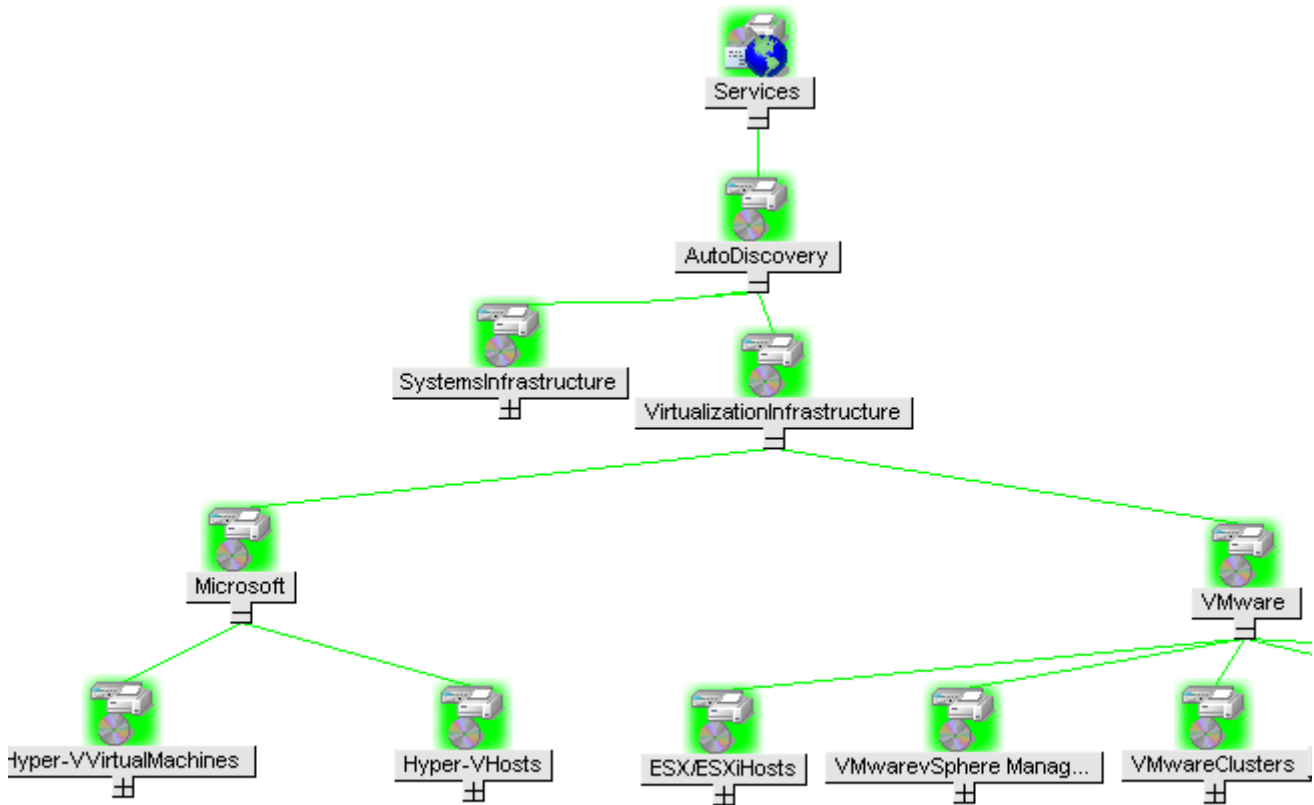 Services
AutoDiscovery
SystemsInfrastructure
VirtualizationInfrastructure
Microsoft
VMware
Hyper-VVirtualMachines
Hyper-VHosts
ESX/ESXiHosts
VMwarevSphere Manag...
VMwareClusters